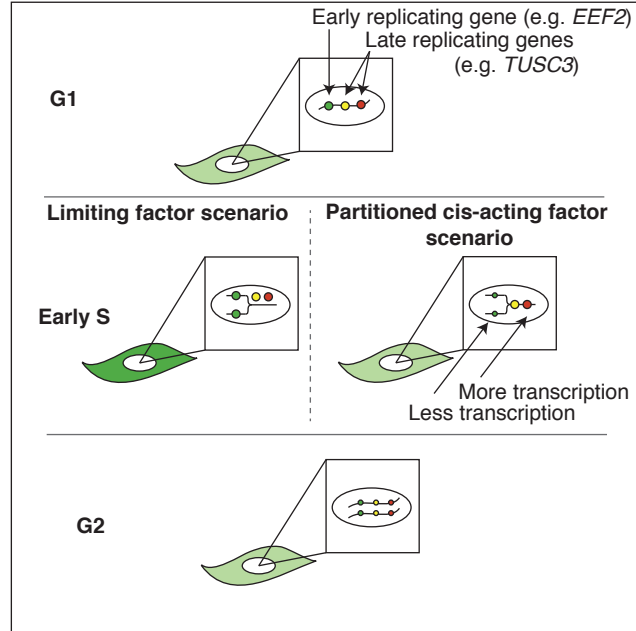 Early replicating gene (e.g. EEF2)
Late replicating genes
(e.g. TUSC3)
G1
Limiting factor scenario
Partitioned cis-acting factor
scenario
Early S
More transcription
Less transcription
G2